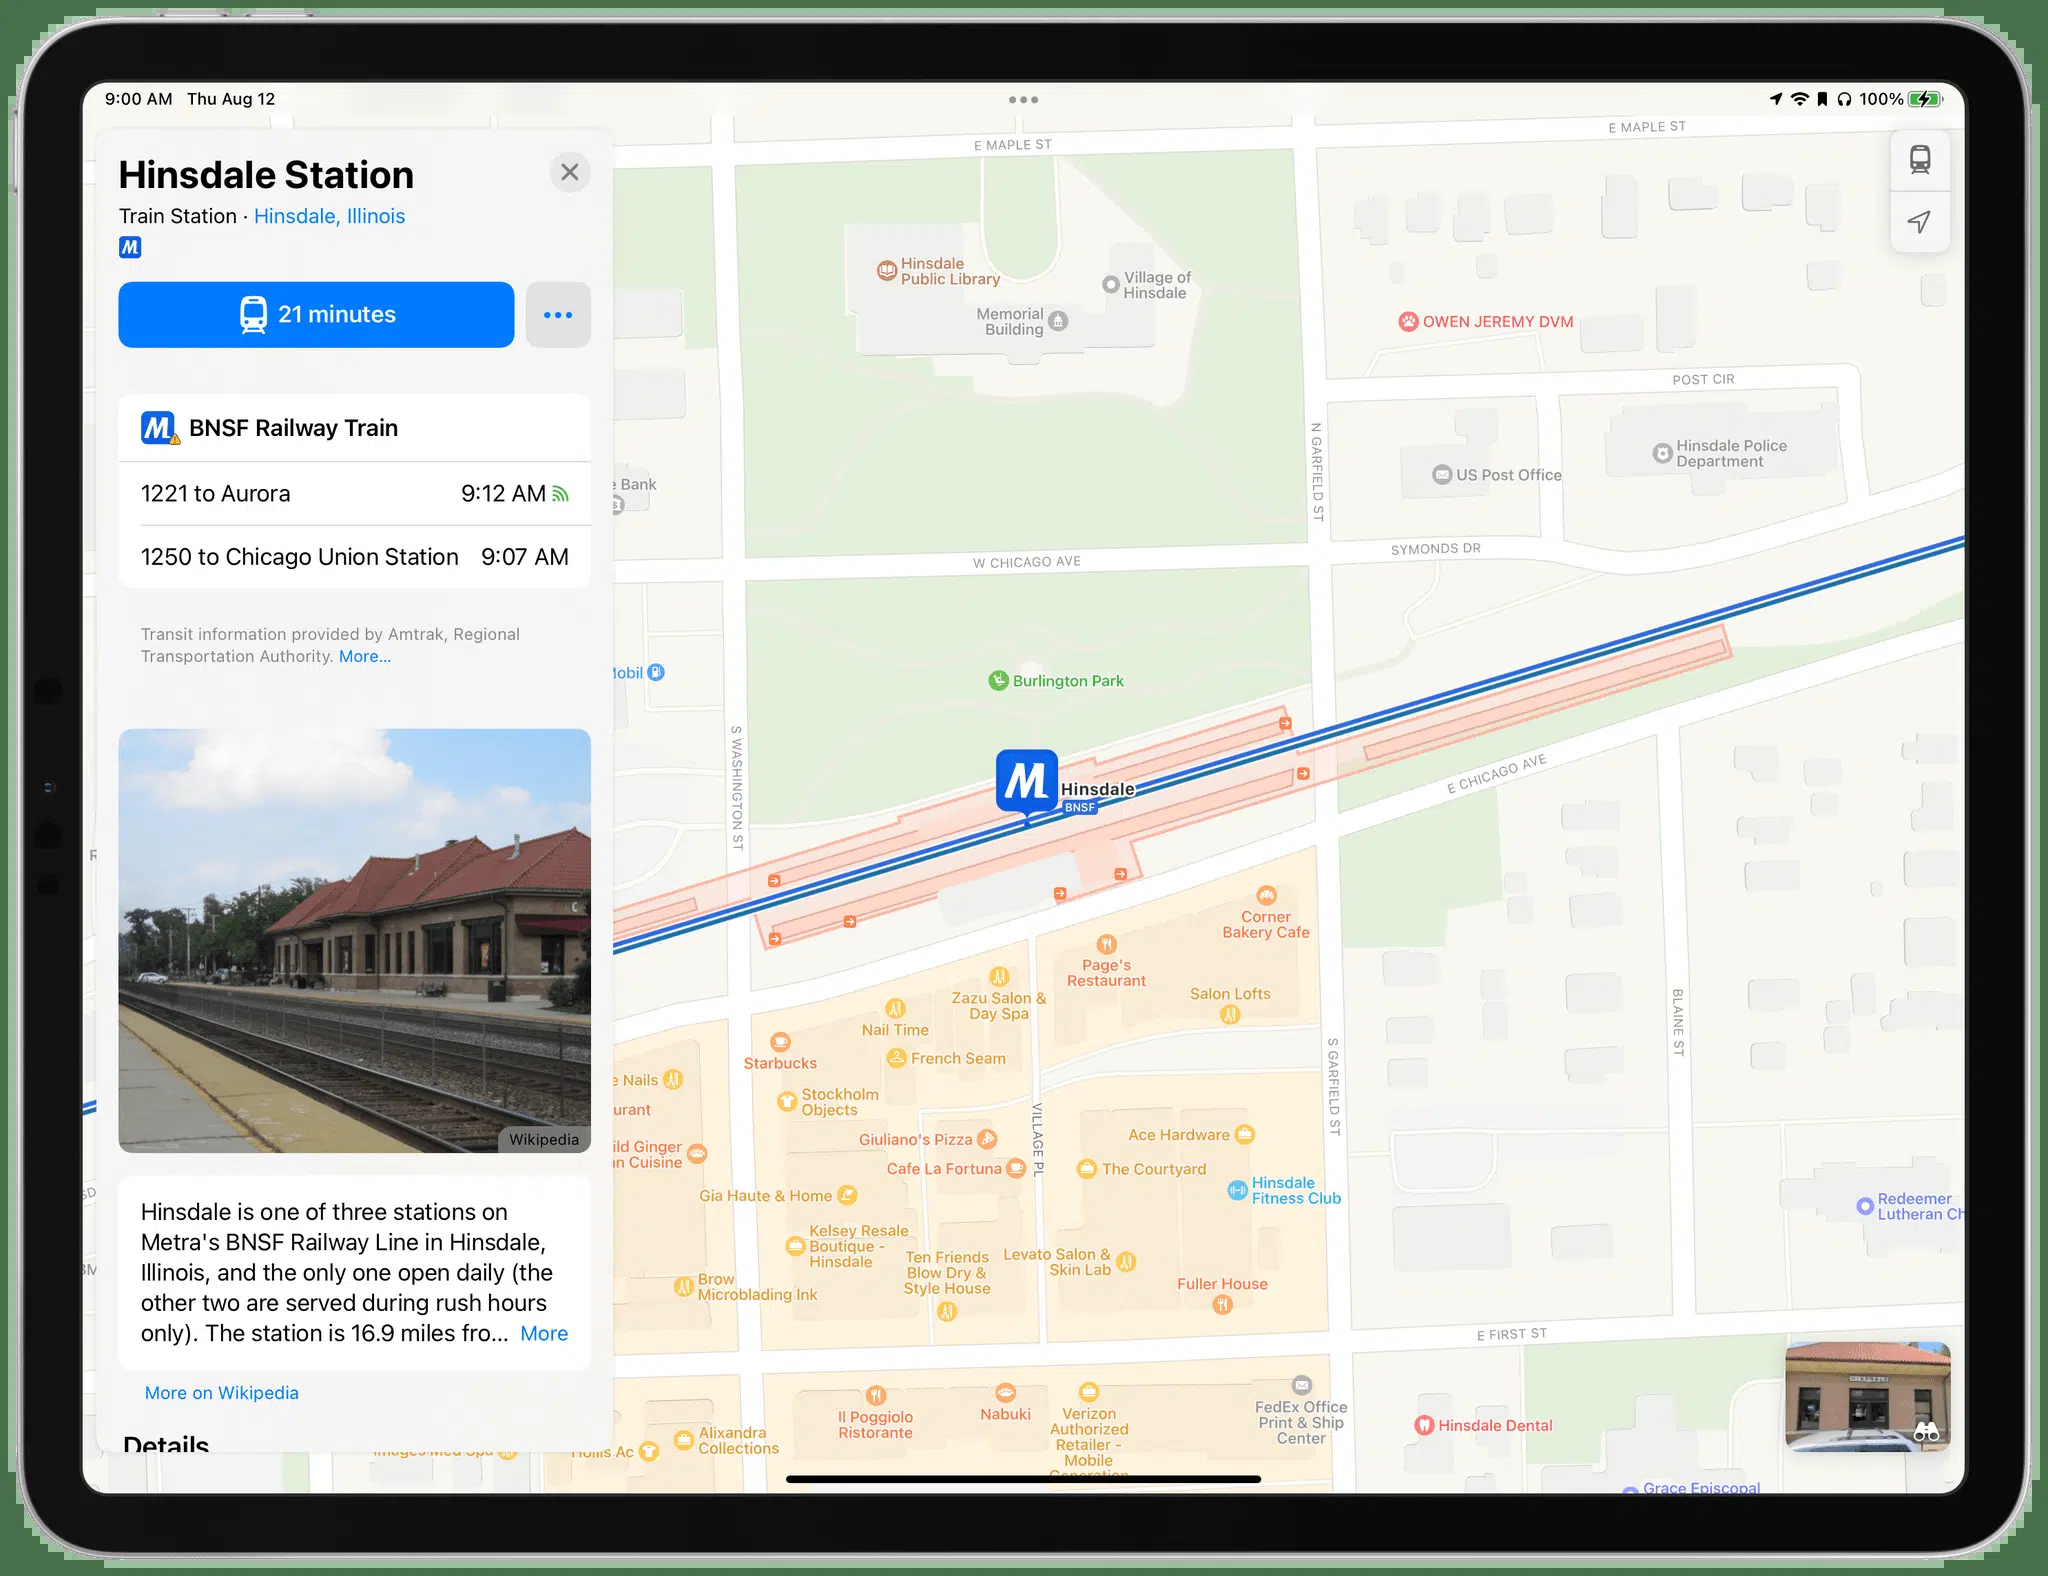 9:00 AM Thu Aug 12
100%
Hinsdale Station
Train Station · Hinsdale, Illinois
M
21 minutes
M BNSF Railway Train
1221 to Aurora 9:12 AM
1250 to Chicago Union Station 9:07 AM
Transit information provided by Amtrak, Regional
Transportation Authority. More...
Wikipedia
Hinsdale is one of three stations on
Metra's BNSF Railway Line in Hinsdale,
Illinois, and the only one open daily (the
other two are served during rush hours
only). The station is 16.9 miles fro... More
More on Wikipedia
Details
E MAPLE ST
E MAPLE ST
Hinsdale
Public Library
Village of
Hinsdale
Memorial
Building
OWEN JEREMY DVM
POST CIR
N GARFIELD ST
Hinsdale Police
Department
US Post Office
Bank
W CHICAGO AVE
SYMONDS DR
Burlington Park
S WASHINGTON ST
M
Hinsdale
BNSF
E CHICAGO AVE
Corner
Bakery Cafe
Page's
Restaurant
Zazu Salon &
Day Spa
Salon Lofts
Nail Time
Starbucks
French Seam
BLAINE ST
S GARFIELD ST
Nails
Stockholm
Objects
VILLAGE PL
Giuliano's Pizza
Ace Hardware
Ginger
Cuisine
Cafe La Fortuna
The Courtyard
Hinsdale
Fitness Club
Gia Haute & Home
Redeemer
Lutheran Ch
Kelsey Resale
Boutique -
Hinsdale
Ten Friends
Blow Dry &
Style House
Levato Salon &
Skin Lab
Brow
Microblading Ink
Fuller House
E FIRST ST
HINSDALE
Il Poggiolo
Ristorante
Nabuki
Verizon
Authorized
Retailer -
Mobile
Generation
FedEx Office
Print & Ship
Center
Hinsdale Dental
Alixandra
Collections
Images Med Spa
Hollis Ac
Grace Episcopal